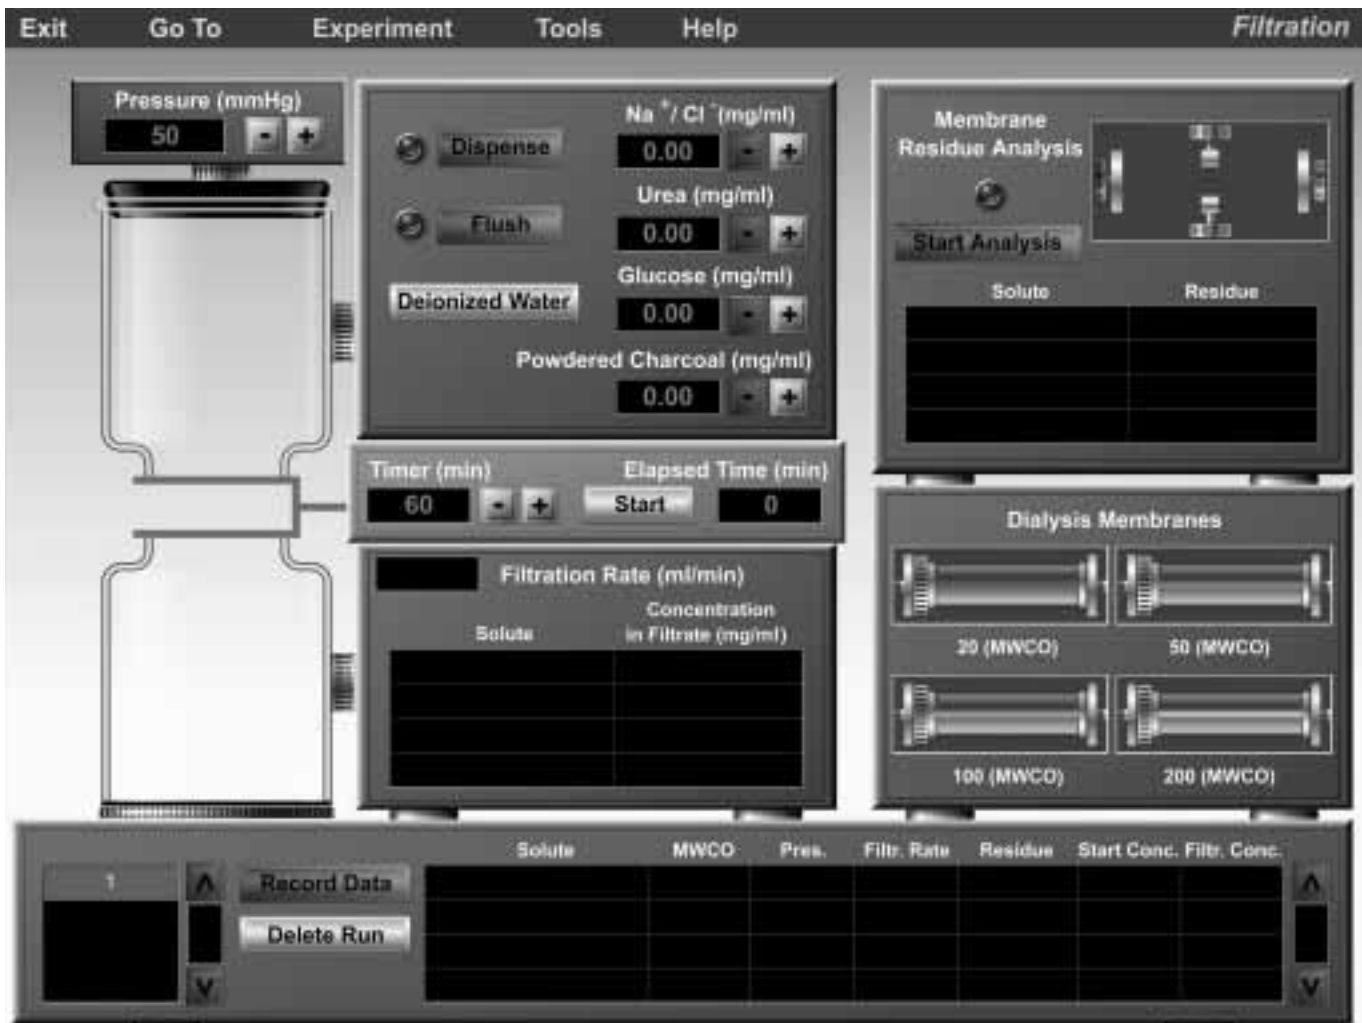 Exit Go To Experiment Tools Help Filtration
Pressure (mmHg)
50 - +
Dispense
Flush
Deionized Water
Na +/ Cl - (mg/ml)
0.00 - +
Urea (mg/ml)
0.00 - +
Glucose (mg/ml)
0.00 - +
Powdered Charcoal (mg/ml)
0.00 - +
Membrane
Residue Analysis
Start Analysis
Solute Residue
Timer (min) Elapsed Time (min)
60 - + Start 0
Filtration Rate (ml/min)
Solute Concentration
in Filtrate (mg/ml)
Dialysis Membranes
20 (MWCO) 50 (MWCO)
100 (MWCO) 200 (MWCO)
Solute MWCO Pres. Filtr. Rate Residue Start Conc. Filtr. Conc.
1
Record Data
Delete Run